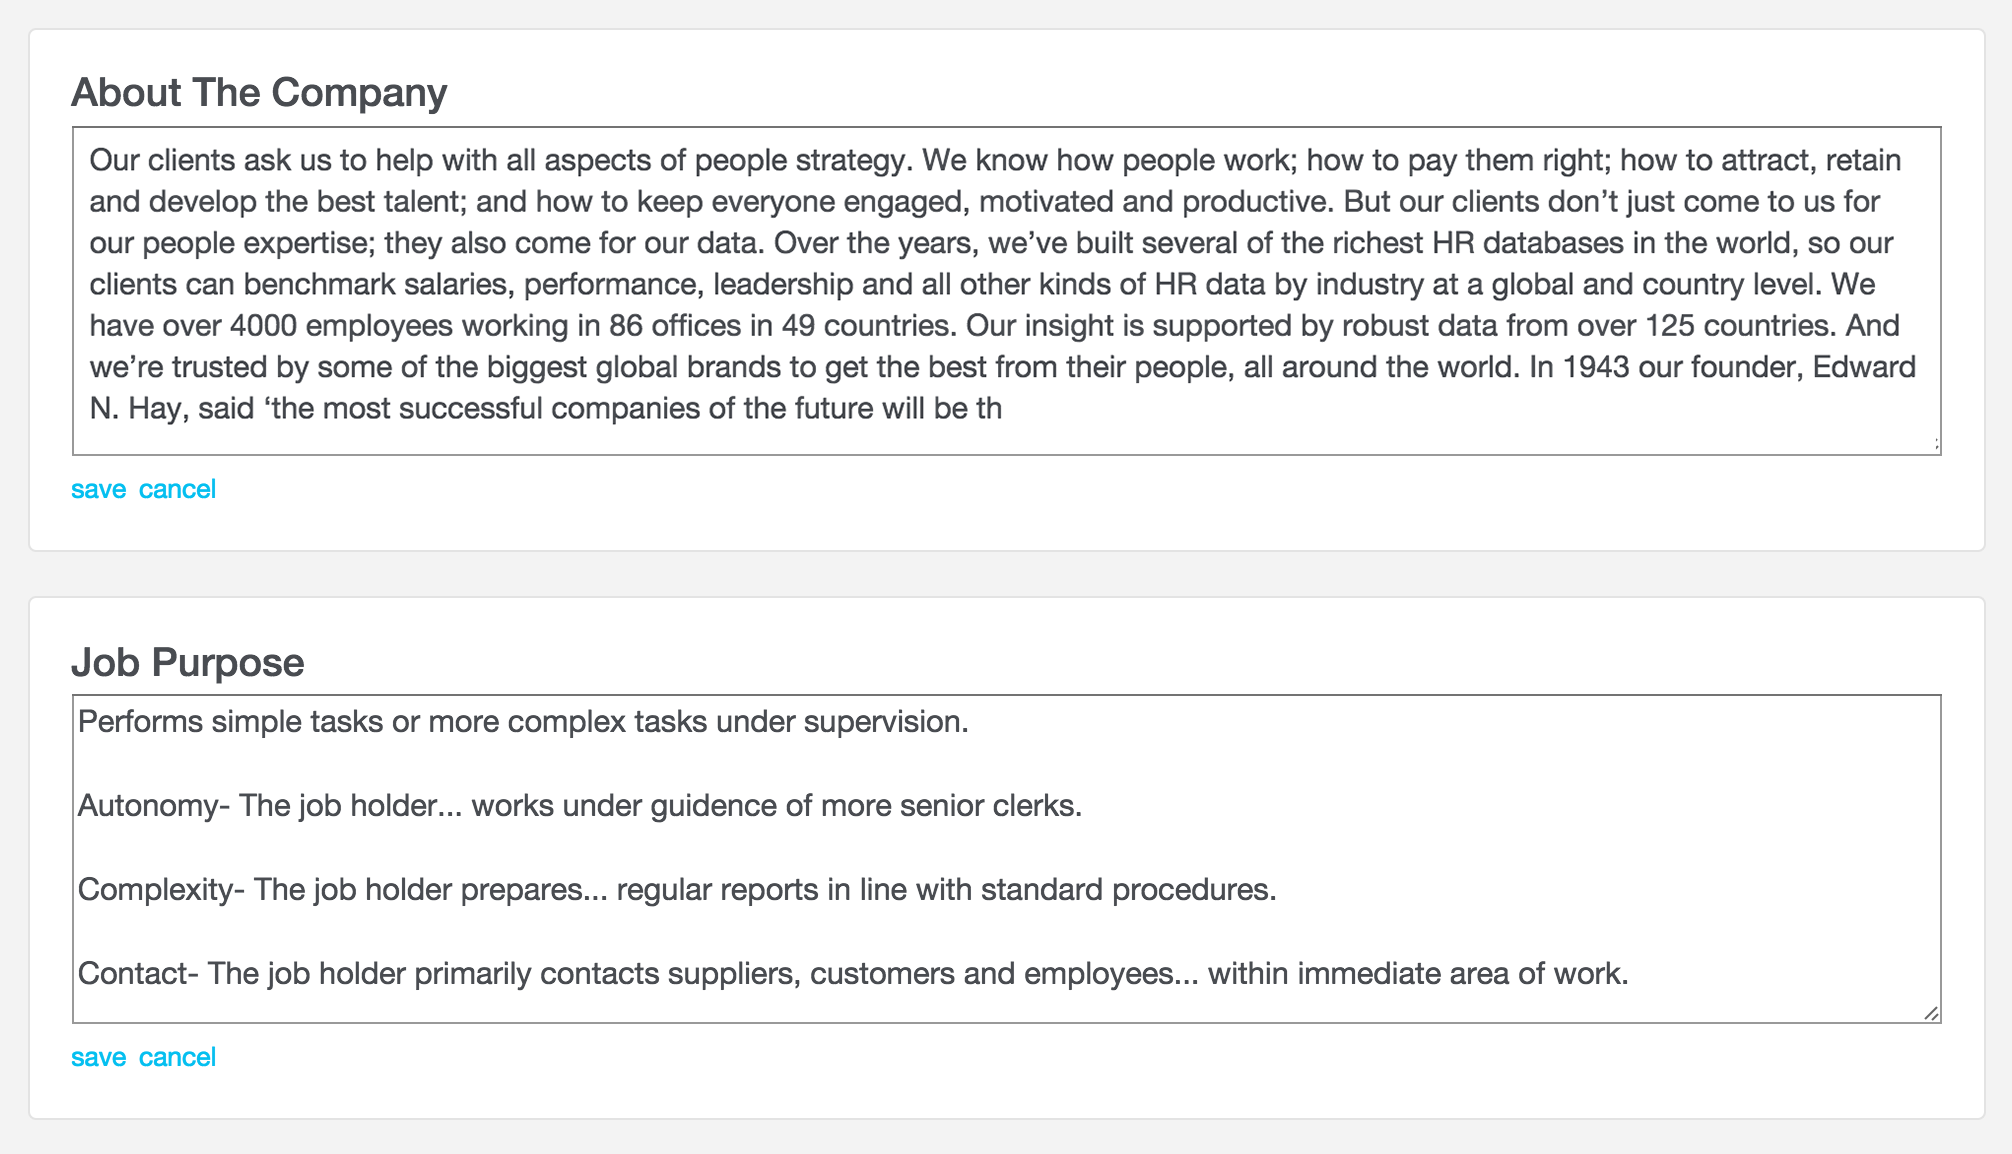 About The Company
Our clients ask us to help with all aspects of people strategy. We know how people work; how to pay them right; how to attract, retain
and develop the best talent; and how to keep everyone engaged, motivated and productive. But our clients don’t just come to us for
our people expertise; they also come for our data. Over the years, we’ve built several of the richest HR databases in the world, so our
clients can benchmark salaries, performance, leadership and all other kinds of HR data by industry at a global and country level. We
have over 4000 employees working in 86 offices in 49 countries. Our insight is supported by robust data from over 125 countries. And
we’re trusted by some of the biggest global brands to get the best from their people, all around the world. In 1943 our founder, Edward
N. Hay, said ‘the most successful companies of the future will be th
save cancel
Job Purpose
Performs simple tasks or more complex tasks under supervision.
Autonomy- The job holder... works under guidence of more senior clerks.
Complexity- The job holder prepares... regular reports in line with standard procedures.
Contact- The job holder primarily contacts suppliers, customers and employees... within immediate area of work.
save cancel